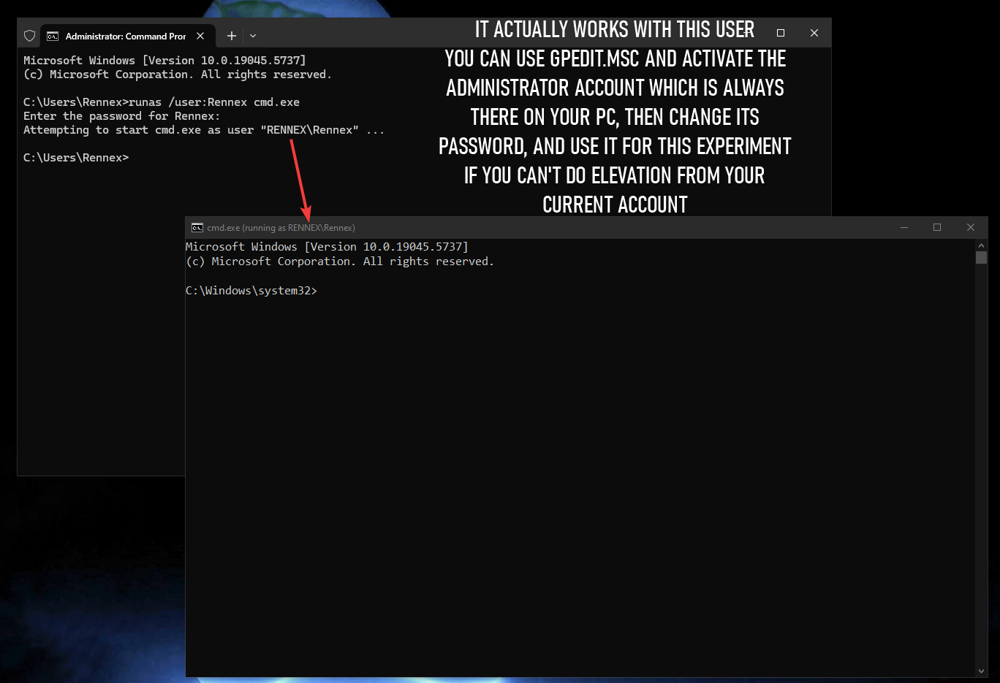 Administrator: Command Pror
Microsoft Windows [Version 10.0.19045.5737]
(c) Microsoft Corporation. All rights reserved.
C:\Users\Rennex>runas /user:Rennex cmd.exe
Enter the password for Rennex:
Attempting to start cmd.exe as user "RENNEX\Rennex" ...
C:\Users\Rennex>
IT ACTUALLY WORKS WITH THIS USER
YOU CAN USE GPEDIT.MSC AND ACTIVATE THE
ADMINISTRATOR ACCOUNT WHICH IS ALWAYS
THERE ON YOUR PC, THEN CHANGE ITS
PASSWORD, AND USE IT FOR THIS EXPERIMENT
IF YOU CAN'T DO ELEVATION FROM YOUR
CURRENT ACCOUNT
cmd.exe (running as RENNEX\Rennex)
Microsoft Windows [Version 10.0.19045.5737]
(c) Microsoft Corporation. All rights reserved.
C:\Windows\system32>